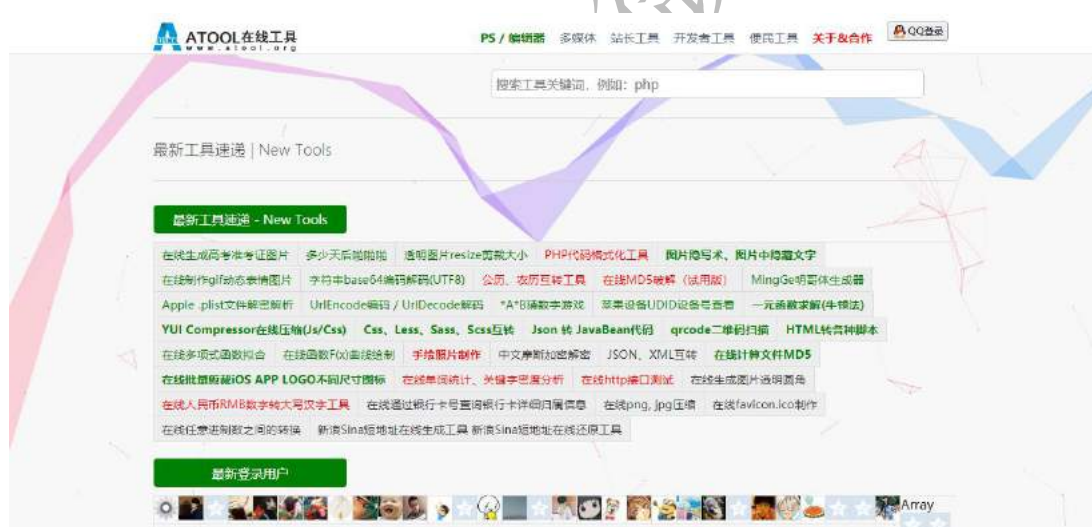 ATOOL在线工具
www.atool.org
PS / 编辑器 多媒体 站长工具 开发者工具 便民工具 关于&合作 QQ登录
搜索工具关键词，例如：php
最新工具速递 | New Tools
最新工具速递 - New Tools
在线生成高考准考证图片 多少天后啪啪啪 透明图片resize剪裁大小 PHP代码格式化工具 图片隐写术、图片中隐藏文字
在线制作gif动态表情图片 字符串base64编码解码(UTF8) 公历、农历互转工具 在线MD5破解（试用版） MingGe明哥体生成器
Apple .plist文件解密解析 UrlEncode编码 / UrlDecode解码 *A*B猜数字游戏 苹果设备UDID设备号查看 一元函数求解(牛顿法)
YUI Compressor在线压缩(Js/Css) Css、Less、Sass、Scss互转 Json 转 JavaBean代码 qrcode二维码扫描 HTML转各种脚本
在线多项式函数拟合 在线函数F(x)曲线绘制 手绘照片制作 中文摩斯加密解密 JSON、XML互转 在线计算文件MD5
在线批量生成iOS APP LOGO不同尺寸图标 在线单词统计、关键字密度分析 在线http接口测试 在线生成图片透明圆角
在线人民币RMB数字转大写汉字工具 在线通过银行卡号查询银行卡详细归属信息 在线png, jpg压缩 在线favicon.ico制作
在线任意进制数之间的转换 新浪Sina短地址在线生成工具 新浪Sina短地址在线还原工具
最新登录用户
Array